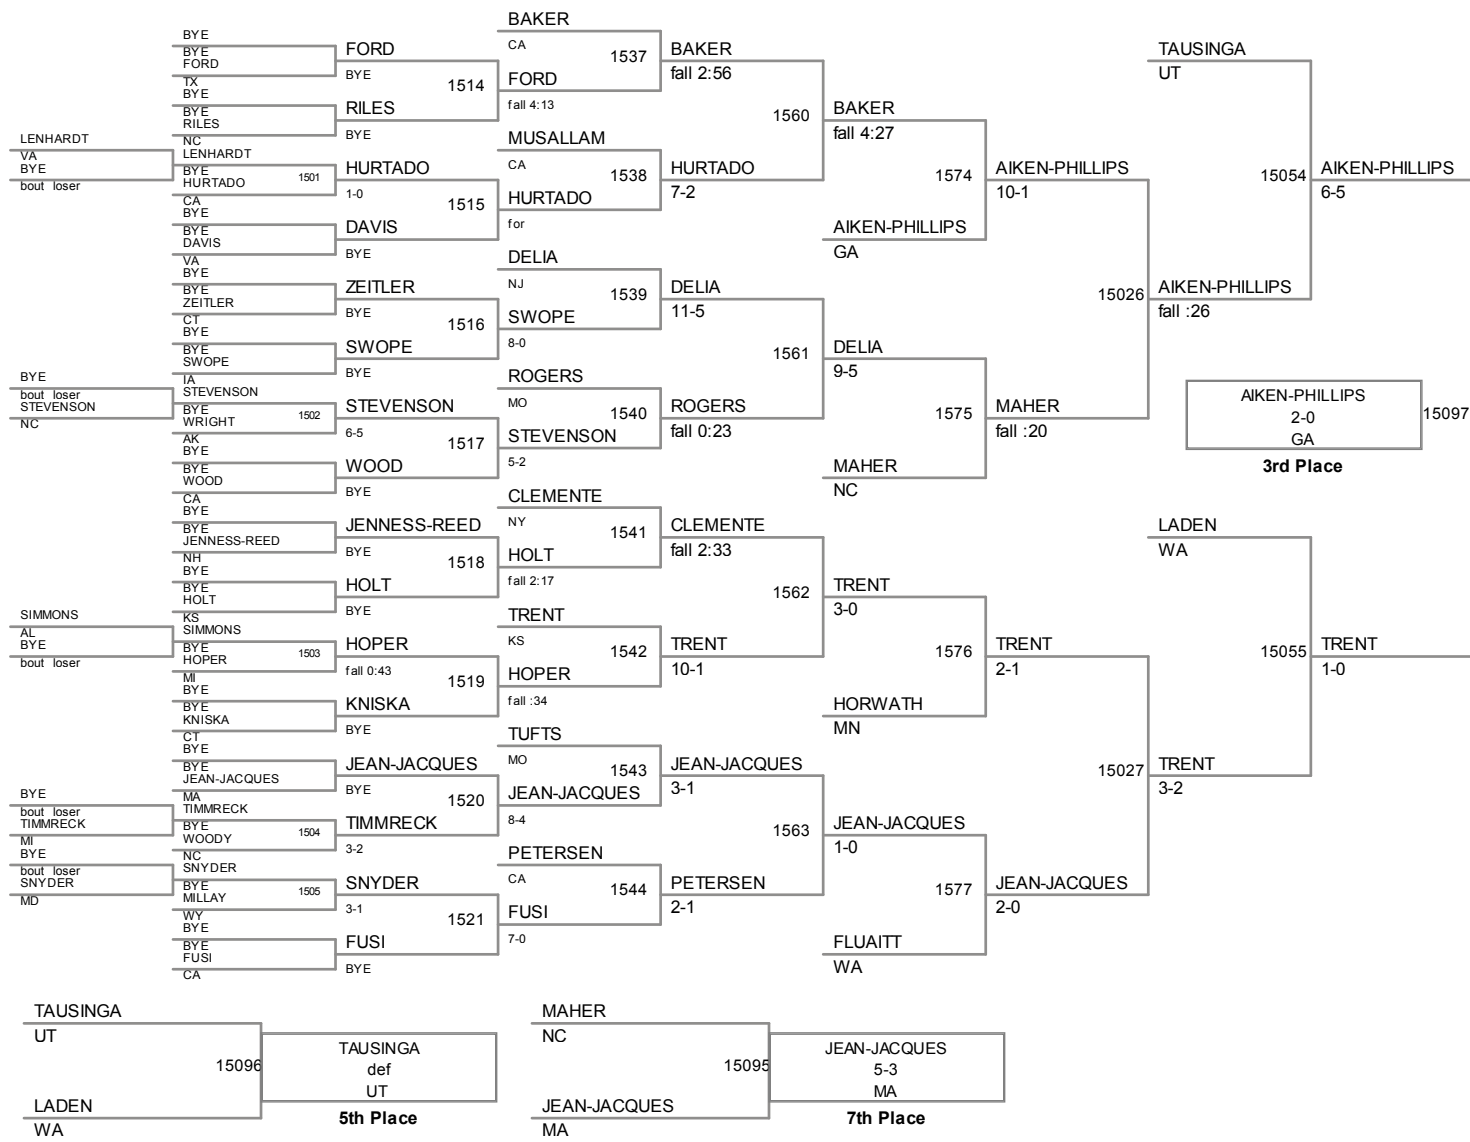 LENHARDT
VA
BYE
bout loser
BYE
bout loser
STEVENSON
NC
SIMMONS
AL
BYE
bout loser
BYE
bout loser
TIMMRECK
MI
BYE
bout loser
SNYDER
MD
BYE
BYE
FORD
TX
BYE
BYE
RILES
NC
LENHARDT
BYE
HURTADO
1501
CA
BYE
BYE
DAVIS
VA
BYE
BYE
ZEITLER
CT
BYE
BYE
SWOPE
IA
STEVENSON
BYE
WRIGHT
1502
AK
BYE
BYE
WOOD
CA
BYE
BYE
JENNESS-REED
NH
BYE
BYE
HOLT
KS
SIMMONS
BYE
HOPER
1503
MI
BYE
BYE
KNISKA
CT
BYE
BYE
JEAN-JACQUES
MA
TIMMRECK
BYE
WOODY
1504
NC
SNYDER
BYE
MILLAY
1505
WY
BYE
BYE
FUSI
CA
FORD
BYE
1514
RILES
BYE
HURTADO
1-0
1515
DAVIS
BYE
ZEITLER
BYE
1516
SWOPE
BYE
STEVENSON
6-5
1517
WOOD
BYE
JENNESS-REED
BYE
1518
HOLT
BYE
HOPER
fall 0:43
1519
KNISKA
BYE
JEAN-JACQUES
BYE
1520
TIMMRECK
3-2
SNYDER
3-1
1521
FUSI
BYE
BAKER
CA
1537
FORD
fall 4:13
MUSALLAM
CA
1538
HURTADO
for
DELIA
NJ
1539
SWOPE
8-0
ROGERS
MO
1540
STEVENSON
5-2
CLEMENTE
NY
1541
HOLT
fall 2:17
TRENT
KS
1542
HOPER
fall :34
TUFTS
MO
1543
JEAN-JACQUES
8-4
PETERSEN
CA
1544
FUSI
7-0
BAKER
fall 2:56
1560
HURTADO
7-2
DELIA
11-5
1561
ROGERS
fall 0:23
CLEMENTE
fall 2:33
1562
TRENT
10-1
JEAN-JACQUES
3-1
1563
PETERSEN
2-1
BAKER
fall 4:27
1574
AIKEN-PHILLIPS
GA
DELIA
9-5
1575
MAHER
NC
TRENT
3-0
1576
HORWATH
MN
JEAN-JACQUES
1-0
1577
FLUAITT
WA
AIKEN-PHILLIPS
10-1
15026
MAHER
fall :20
TRENT
2-1
15027
JEAN-JACQUES
2-0
TAUSINGA
UT
15054
AIKEN-PHILLIPS
fall :26
LADEN
WA
15055
TRENT
3-2
AIKEN-PHILLIPS
6-5
TRENT
1-0
AIKEN-PHILLIPS
2-0
GA
15097
3rd Place
TAUSINGA
UT
15096
LADEN
WA
TAUSINGA
def
UT
5th Place
MAHER
NC
15095
JEAN-JACQUES
MA
JEAN-JACQUES
5-3
MA
7th Place